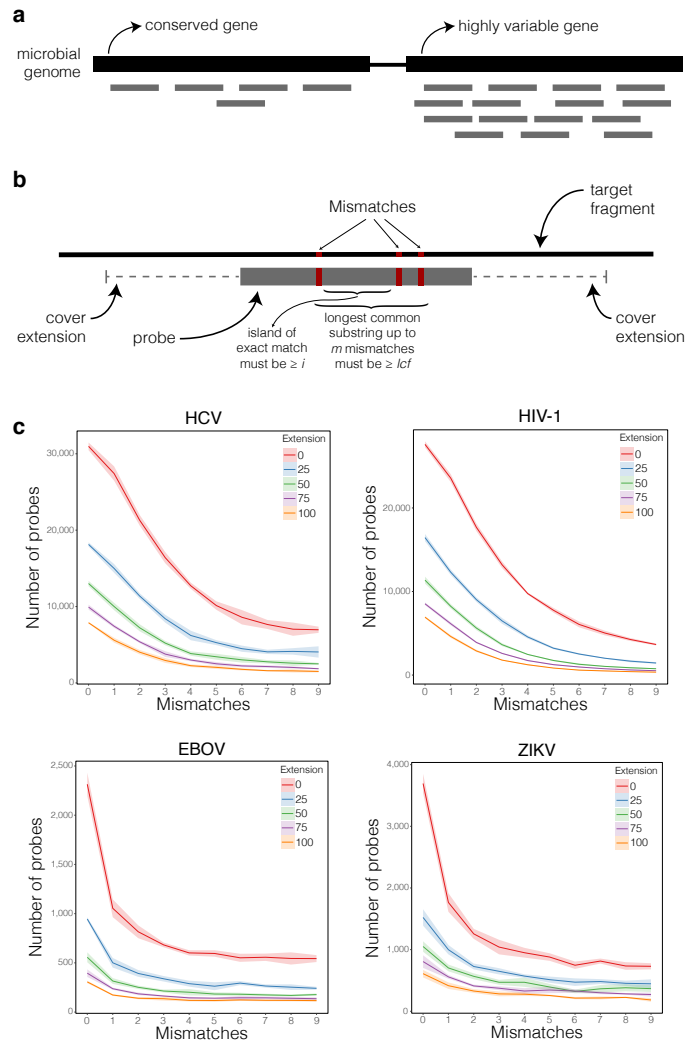 a
conserved gene
highly variable gene
microbial
genome
b
Mismatches
target
fragment
cover
extension
probe
island of
exact match
must be ≥ i
longest common
substring up to
m mismatches
must be ≥ lcf
cover
extension
c
HCV
Extension
0
25
50
75
100
30,000
20,000
10,000
0
Number of probes
0 1 2 3 4 5 6 7 8 9
Mismatches
HIV-1
Extension
0
25
50
75
100
20,000
10,000
0
Number of probes
0 1 2 3 4 5 6 7 8 9
Mismatches
EBOV
Extension
0
25
50
75
100
2,500
2,000
1,500
1,000
500
0
Number of probes
0 1 2 3 4 5 6 7 8 9
Mismatches
ZIKV
Extension
0
25
50
75
100
4,000
3,000
2,000
1,000
0
Number of probes
0 1 2 3 4 5 6 7 8 9
Mismatches